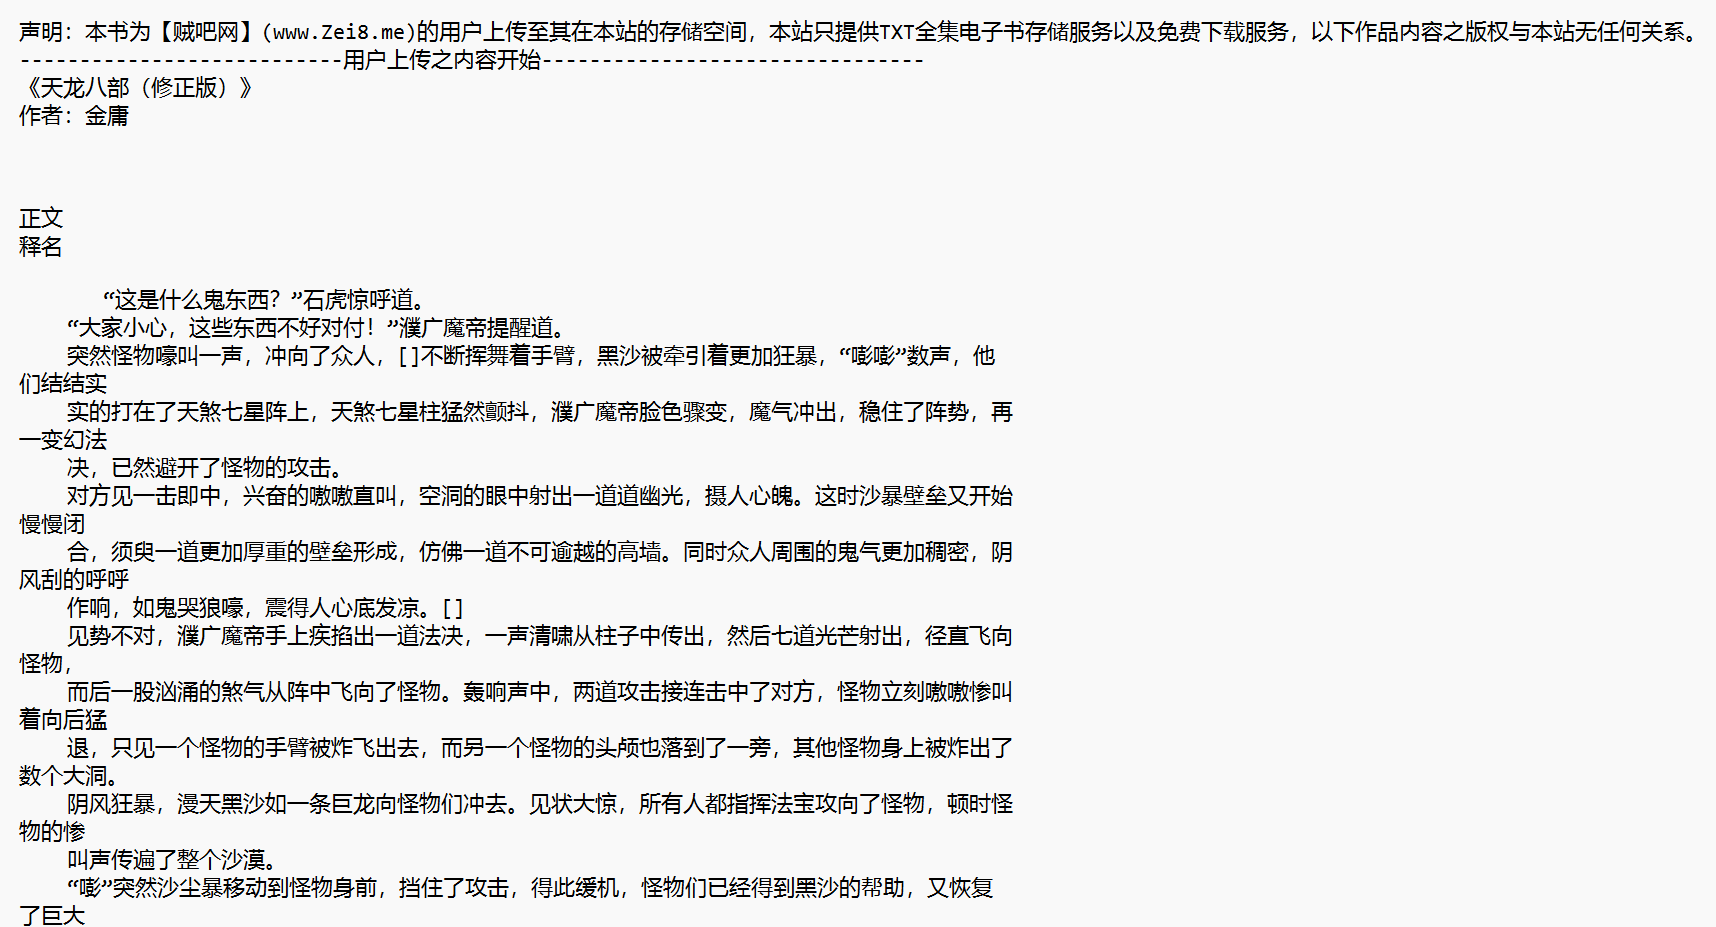 声明：本书为【贼吧网】(www.Zei8.me)的用户上传至其在本站的存储空间，本站只提供TXT全集电子书存储服务以及免费下载服务，以下作品内容之版权与本站无任何关系。
---------------------------用户上传之内容开始--------------------------------
《天龙八部（修正版）》
作者：金庸
正文
释名
“这是什么鬼东西？”石虎惊呼道。
“大家小心，这些东西不好对付！”濮广魔帝提醒道。
突然怪物嚎叫一声，冲向了众人，[]不断挥舞着手臂，黑沙被牵引着更加狂暴，“嘭嘭”数声，他
们结结实
实的打在了天煞七星阵上，天煞七星柱猛然颤抖，濮广魔帝脸色骤变，魔气冲出，稳住了阵势，再
一变幻法
决，已然避开了怪物的攻击。
对方见一击即中，兴奋的嗷嗷直叫，空洞的眼中射出一道道幽光，摄人心魄。这时沙暴壁垒又开始
慢慢闭
合，须臾一道更加厚重的壁垒形成，仿佛一道不可逾越的高墙。同时众人周围的鬼气更加稠密，阴
风刮的呼呼
作响，如鬼哭狼嚎，震得人心底发凉。[]
见势不对，濮广魔帝手上疾掐出一道法决，一声清啸从柱子中传出，然后七道光芒射出，径直飞向
怪物，
而后一股汹涌的煞气从阵中飞向了怪物。轰响声中，两道攻击接连击中了对方，怪物立刻嗷嗷惨叫
着向后猛
退，只见一个怪物的手臂被炸飞出去，而另一个怪物的头颅也落到了一旁，其他怪物身上被炸出了
数个大洞。
阴风狂暴，漫天黑沙如一条巨龙向怪物们冲去。见状大惊，所有人都指挥法宝攻向了怪物，顿时怪
物的惨
叫声传遍了整个沙漠。
“嘭”突然沙尘暴移动到怪物身前，挡住了攻击，得此缓机，怪物们已经得到黑沙的帮助，又恢复
了巨大